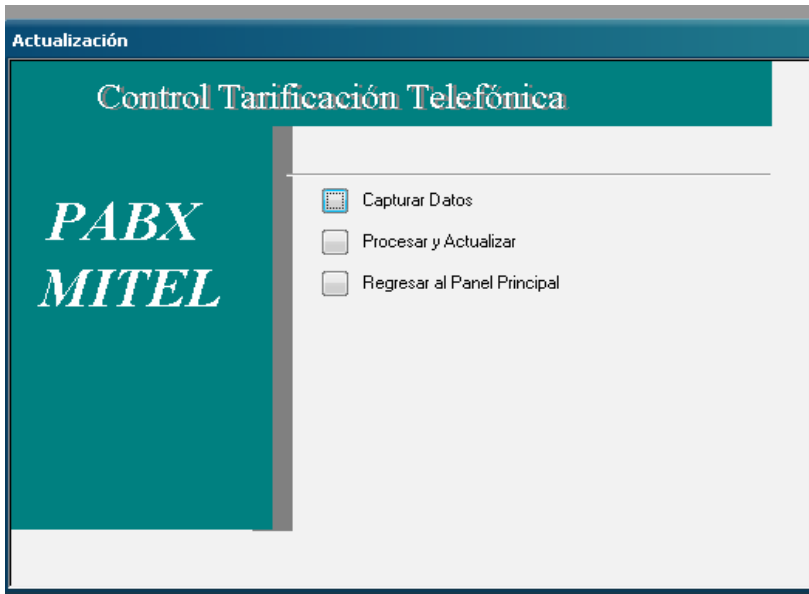 Actualización
Control Tarificación Telefónica
PABX
MITEL
Capturar Datos
Procesar y Actualizar
Regresar al Panel Principal